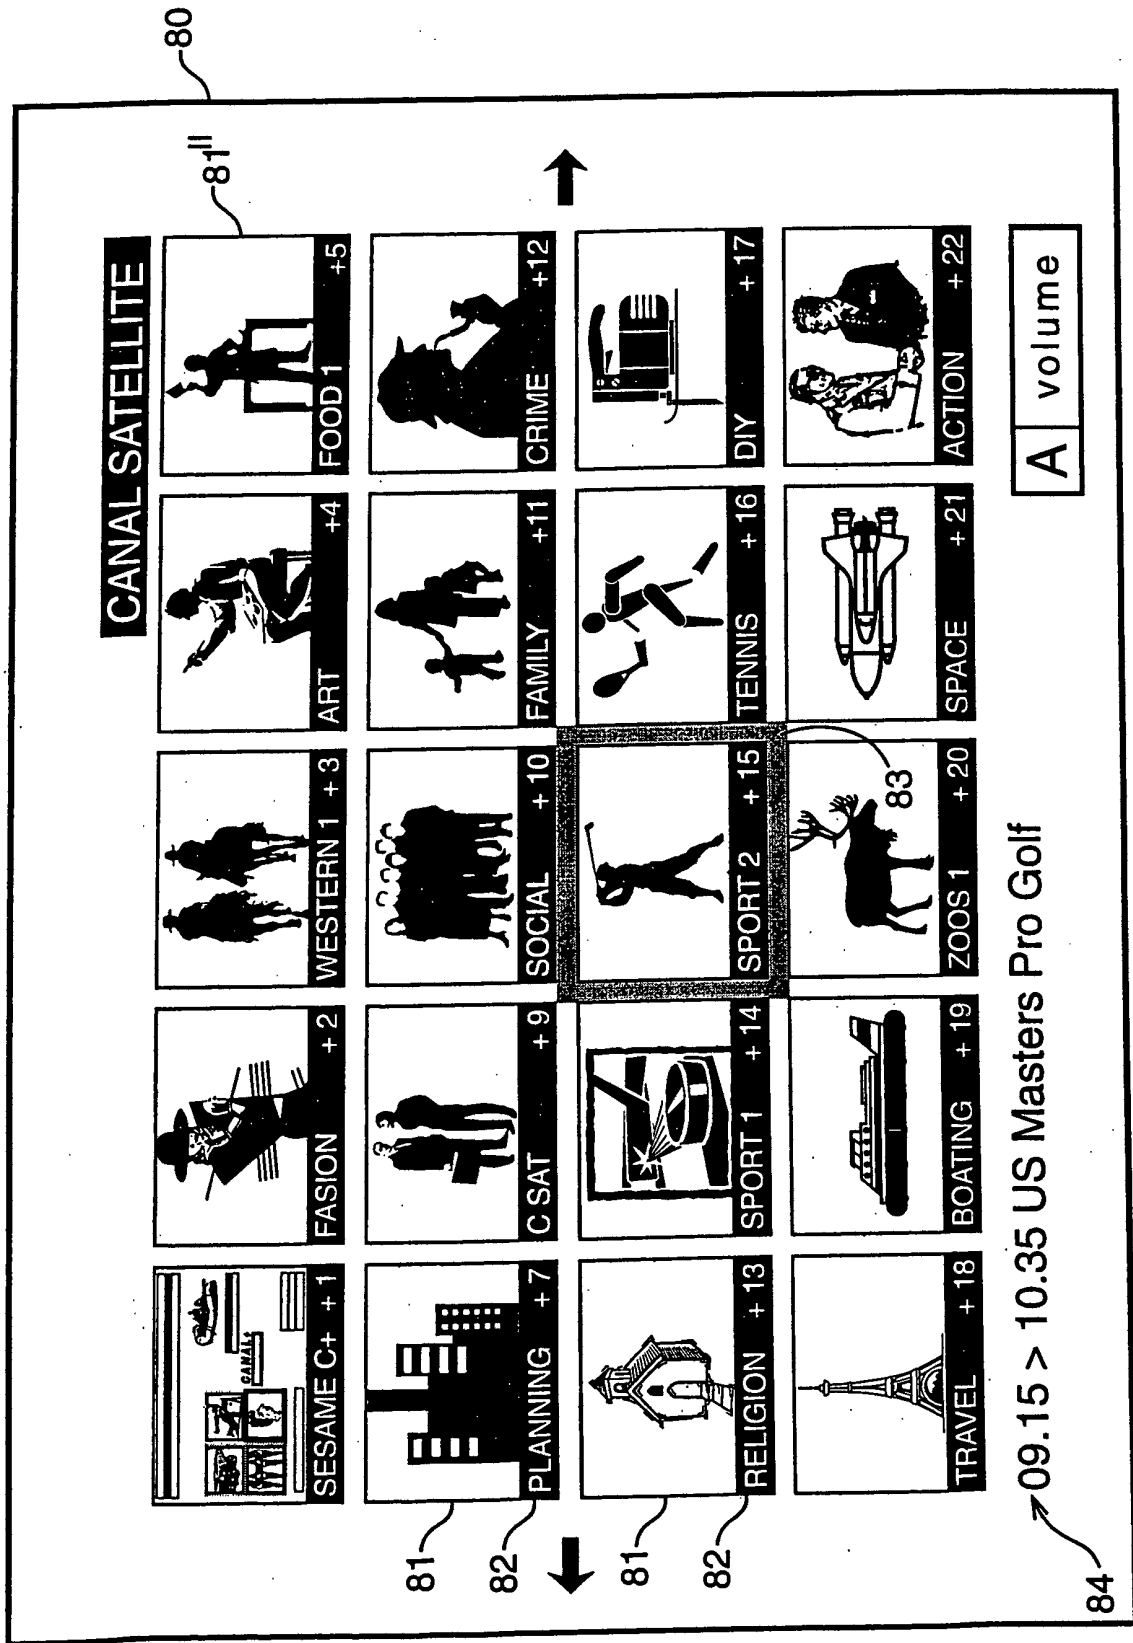 80
CANAL SATELLITE
81"
SESAME C+ +1
FASION +2
WESTERN 1 +3
ART +4
FOOD 1 +5
81
82
PLANNING +7
C SAT +9
SOCIAL +10
FAMILY +11
CRIME +12
81
82
RELIGION +13
SPORT 1 +14
SPORT 2 +15
TENNIS +16
DIY +17
83
TRAVEL +18
BOATING +19
ZOOS 1 +20
SPACE +21
ACTION +22
84
09.15 > 10.35 US Masters Pro Golf
A volume
CANAL+